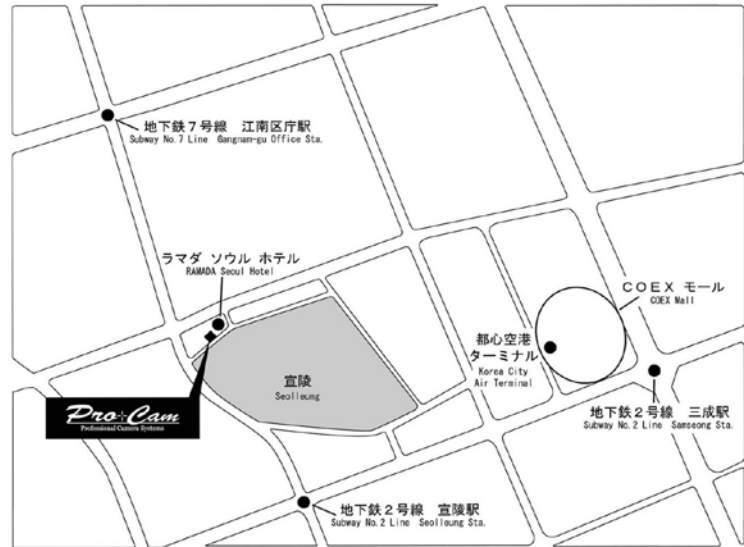 地下鉄７号線　江南区庁駅
Subway No.7 Line Gangnam-gu Office Sta.
ラマダ ソウル ホテル
RAMADA Seoul Hotel
ＣＯＥＸ モール
COEX Mall
都心空港
ターミナル
Korea City
Air Terminal
宣陵
Seolleung
Pro+Cam
Professional Camera Systems
地下鉄２号線　三成駅
Subway No.2 Line Samseong Sta.
地下鉄２号線　宣陵駅
Subway No.2 Line Seolleung Sta.